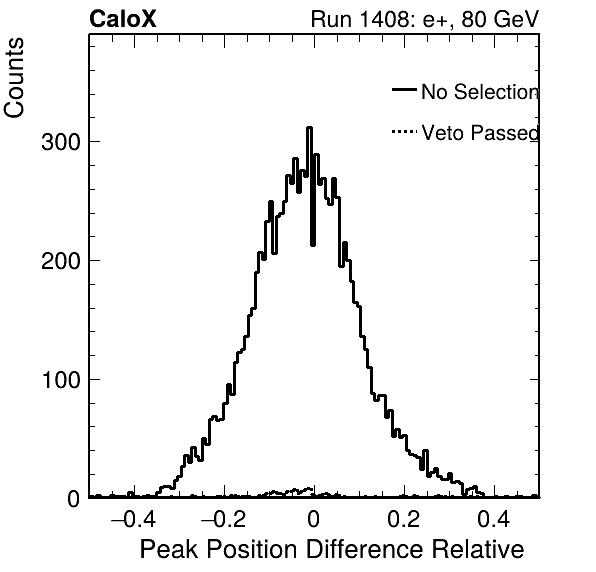 CaloX Run 1408: e+, 80 GeV
Counts
No Selection
Veto Passed
300
200
100
0
−0.4 −0.2 0 0.2 0.4
Peak Position Difference Relative